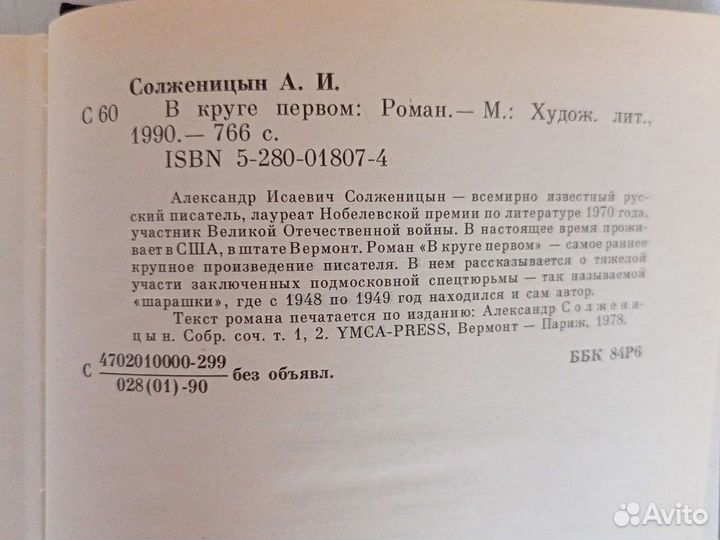 Солженицын А. И.
С 60 В круге первом: Роман.— М.: Худож. лит.,
1990.— 766 с.
ISBN 5-280-01807-4
Александр Исаевич Солженицын — всемирно известный рус-
ский писатель, лауреат Нобелевской премии по литературе 1970 года,
участник Великой Отечественной войны. В настоящее время прожи-
вает в США, в штате Вермонт. Роман «В круге первом» — самое раннее
крупное произведение писателя. В нем рассказывается о тяжелой
участи заключенных подмосковной спецтюрьмы — так называемой
«шарашки», где с 1948 по 1949 год находился и сам автор.
Текст романа печатается по изданию: Александр Солжени-
цын. Собр. соч. т. 1, 2. YMCA-PRESS, Вермонт — Париж, 1978.
С 4702010000-299
028(01)-90 без объявл.
ББК 84Р6
Avito